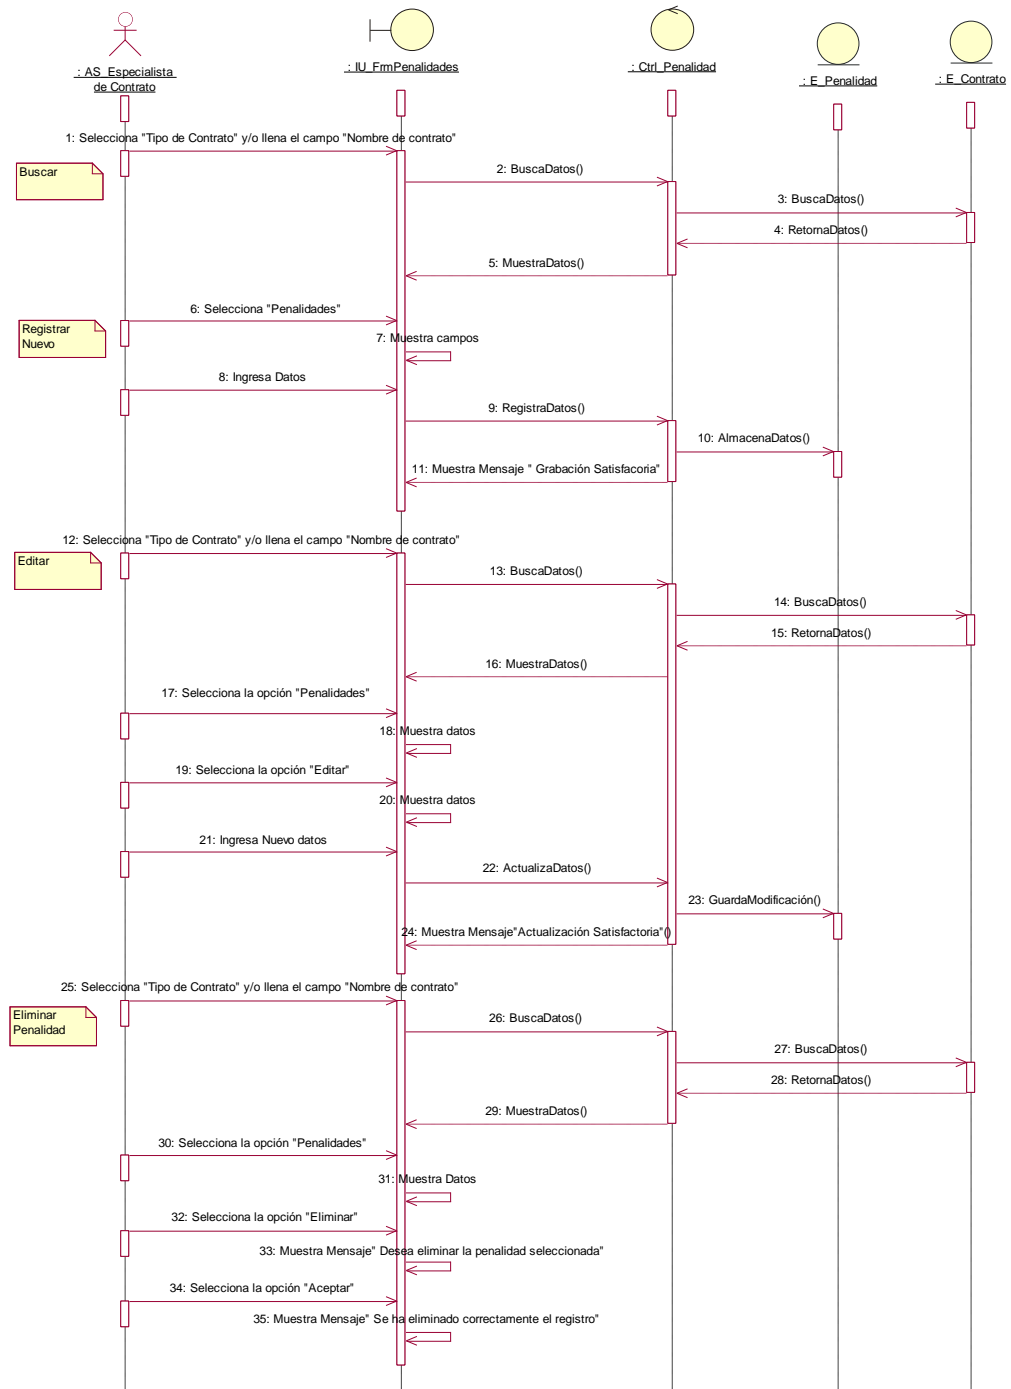 : AS_Especialista
de Contrato
: IU_FrmPenalidades
: Ctrl_Penalidad
: E_Penalidad
: E_Contrato
1: Selecciona "Tipo de Contrato" y/o llena el campo "Nombre de contrato"
Buscar
2: BuscaDatos()
3: BuscaDatos()
4: RetornaDatos()
5: MuestraDatos()
6: Selecciona "Penalidades"
Registrar
Nuevo
7: Muestra campos
8: Ingresa Datos
9: RegistraDatos()
10: AlmacenaDatos()
11: Muestra Mensaje " Grabación Satisfacoria"
12: Selecciona "Tipo de Contrato" y/o llena el campo "Nombre de contrato"
Editar
13: BuscaDatos()
14: BuscaDatos()
15: RetornaDatos()
16: MuestraDatos()
17: Selecciona la opción "Penalidades"
18: Muestra datos
19: Selecciona la opción "Editar"
20: Muestra datos
21: Ingresa Nuevo datos
22: ActualizaDatos()
23: GuardaModificación()
24: Muestra Mensaje"Actualización Satisfactoria"()
25: Selecciona "Tipo de Contrato" y/o llena el campo "Nombre de contrato"
Eliminar
Penalidad
26: BuscaDatos()
27: BuscaDatos()
28: RetornaDatos()
29: MuestraDatos()
30: Selecciona la opción "Penalidades"
31: Muestra Datos
32: Selecciona la opción "Eliminar"
33: Muestra Mensaje" Desea eliminar la penalidad seleccionada"
34: Selecciona la opción "Aceptar"
35: Muestra Mensaje" Se ha eliminado correctamente el registro"